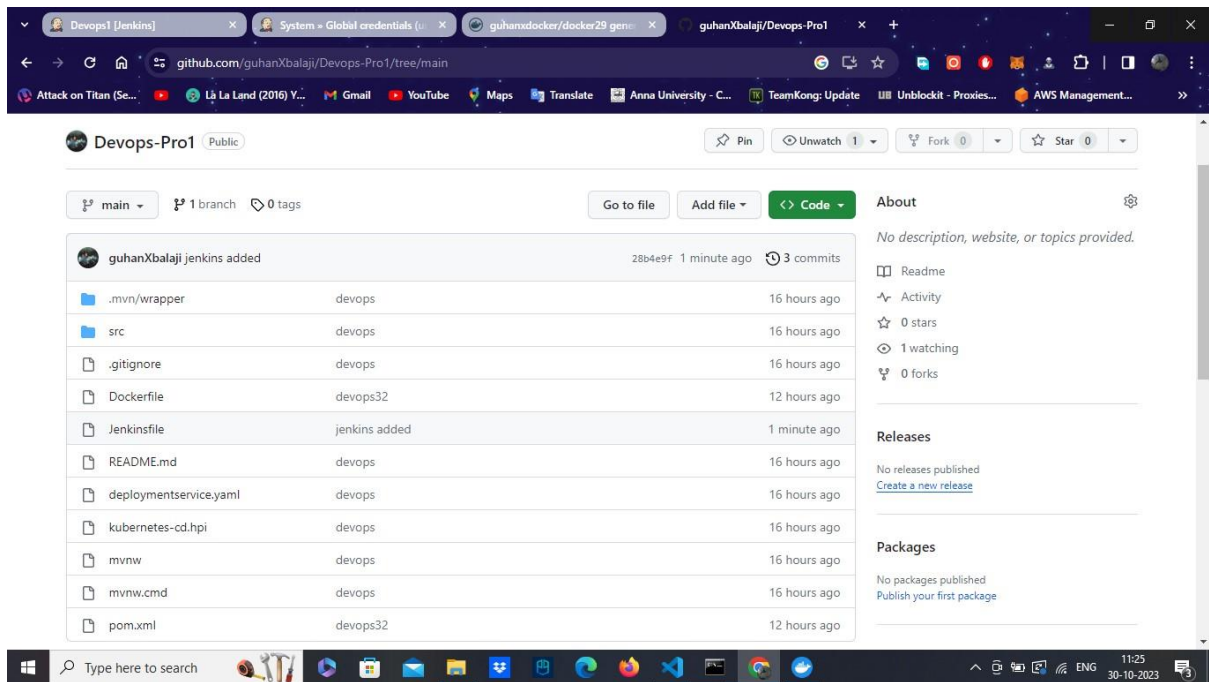 Devops1 [Jenkins]
System » Global credentials (u
guhanxdocker/docker29 gene
guhanXbalaji/Devops-Pro1
github.com/guhanXbalaji/Devops-Pro1/tree/main
Attack on Titan (Se...
La La Land (2016) Y...
Gmail
YouTube
Maps
Translate
Anna University - C...
TeamKong: Update
Unblockit - Proxies...
AWS Management...
»
Devops-Pro1 Public
Pin
Unwatch 1
Fork 0
Star 0
main
1 branch
0 tags
Go to file
Add file
<> Code
guhanXbalaji jenkins added 28b4e9f 1 minute ago 3 commits
.mvn/wrapper devops 16 hours ago
src devops 16 hours ago
.gitignore devops 16 hours ago
Dockerfile devops32 12 hours ago
Jenkinsfile jenkins added 1 minute ago
README.md devops 16 hours ago
deploymentservice.yaml devops 16 hours ago
kubernetes-cd.hpi devops 16 hours ago
mvnw devops 16 hours ago
mvnw.cmd devops 16 hours ago
pom.xml devops32 12 hours ago
About
No description, website, or topics provided.
Readme
Activity
0 stars
1 watching
0 forks
Releases
No releases published
Create a new release
Packages
No packages published
Publish your first package
Type here to search
ENG
11:25
30-10-2023
3